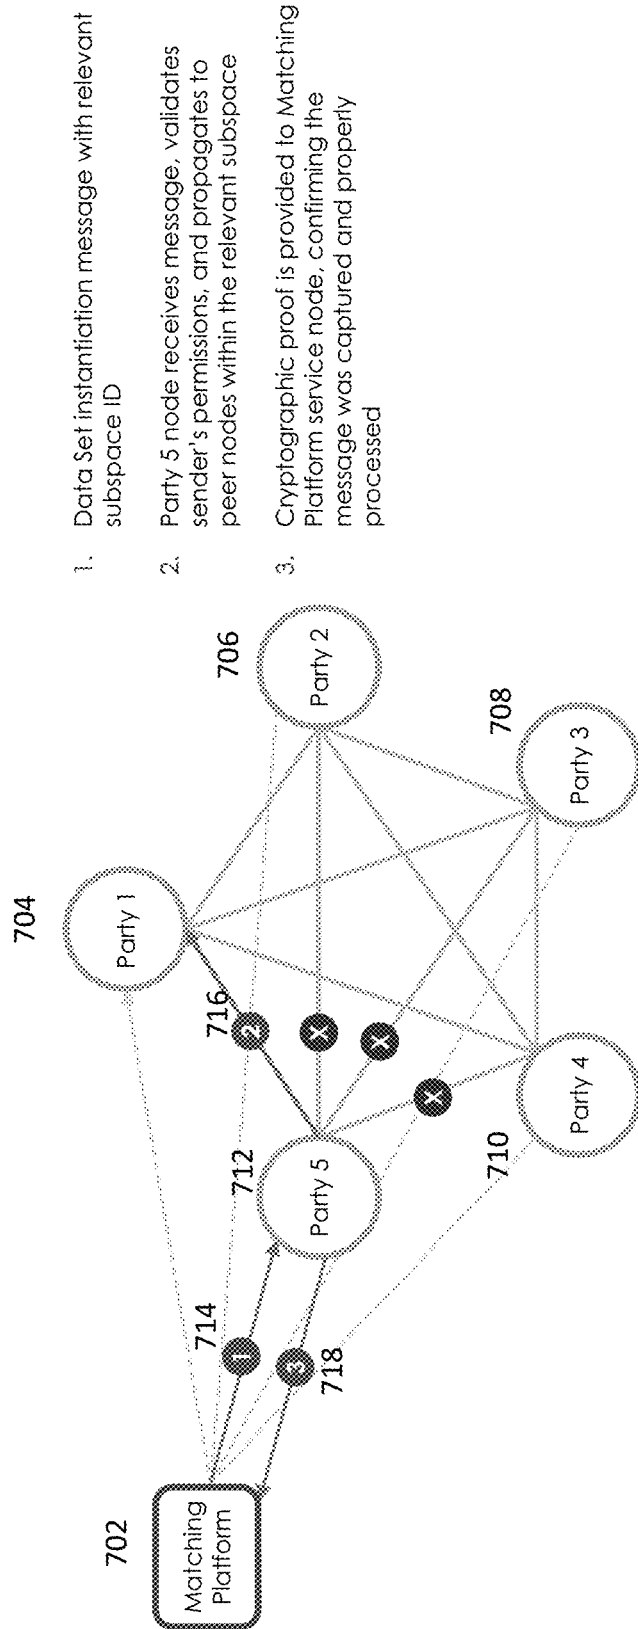 702
Matching
Platform
714
1
3
718
712
Party 5
716
2
X
X
X
704
Party 1
706
Party 2
708
Party 3
710
Party 4
1. Data Set instantiation message with relevant
subspace ID
2. Party 5 node receives message, validates
sender's permissions, and propagates to
peer nodes within the relevant subspace
3. Cryptographic proof is provided to Matching
Platform service node, confirming the
message was captured and properly
processed